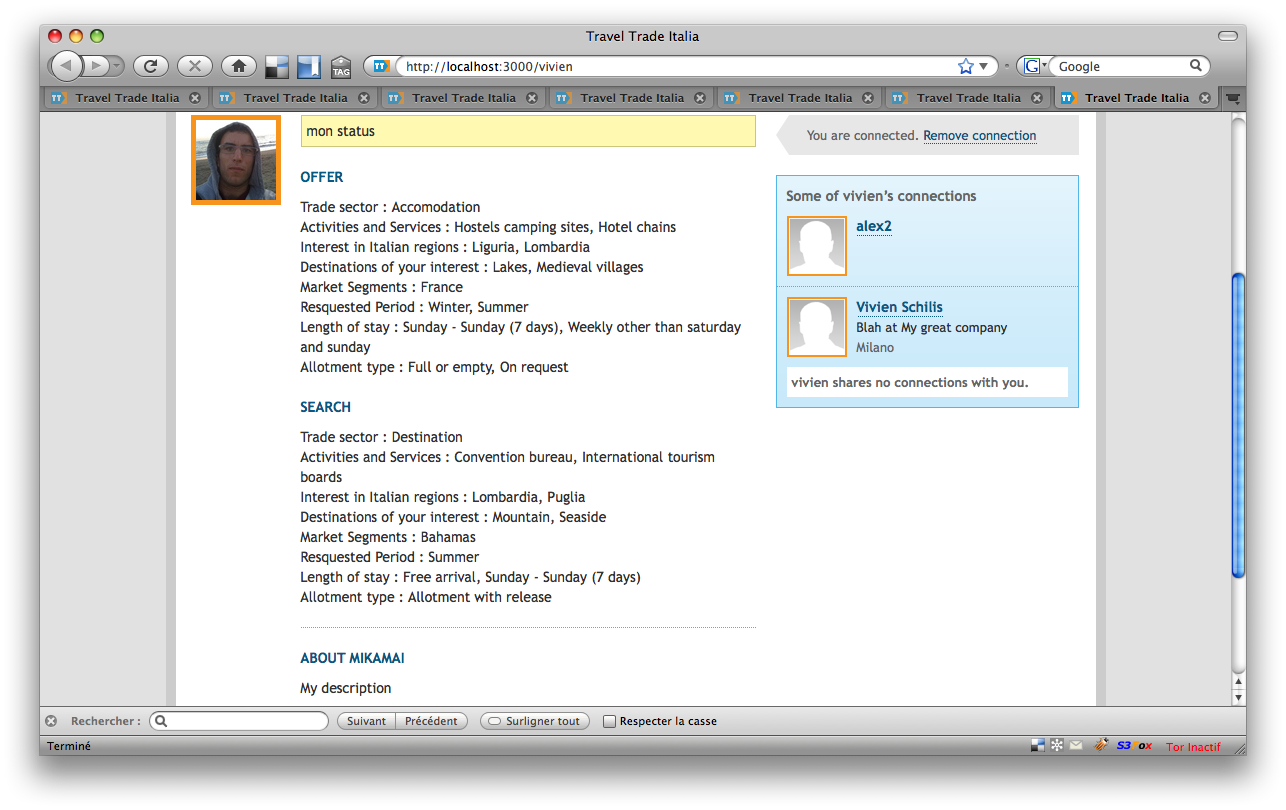 Travel Trade Italia
TAG
TT
http://localhost:3000/vivien
G
Google
TT Travel Trade Italia
TT Travel Trade Italia
TT Travel Trade Italia
TT Travel Trade Italia
TT Travel Trade Italia
TT Travel Trade Italia
TT Travel Trade Italia
mon status
OFFER
Trade sector : Accomodation
Activities and Services : Hostels camping sites, Hotel chains
Interest in Italian regions : Liguria, Lombardia
Destinations of your interest : Lakes, Medieval villages
Market Segments : France
Resquested Period : Winter, Summer
Length of stay : Sunday - Sunday (7 days), Weekly other than saturday
and sunday
Allotment type : Full or empty, On request
SEARCH
Trade sector : Destination
Activities and Services : Convention bureau, International tourism
boards
Interest in Italian regions : Lombardia, Puglia
Destinations of your interest : Mountain, Seaside
Market Segments : Bahamas
Resquested Period : Summer
Length of stay : Free arrival, Sunday - Sunday (7 days)
Allotment type : Allotment with release
ABOUT MIKAMAI
My description
You are connected. Remove connection
Some of vivien's connections
alex2
Vivien Schilis
Blah at My great company
Milano
vivien shares no connections with you.
Rechercher :
Suivant
Précédent
Surligner tout
Respecter la casse
Terminé
S3Fox
Tor Inactif